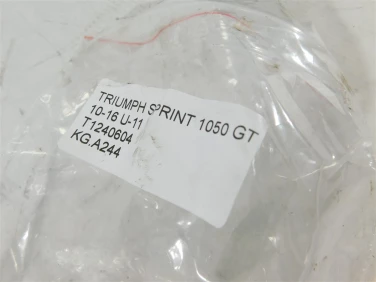 TRIUMPH SPRINT 1050 GT
10-16 U-11
T1240604
KG.A244